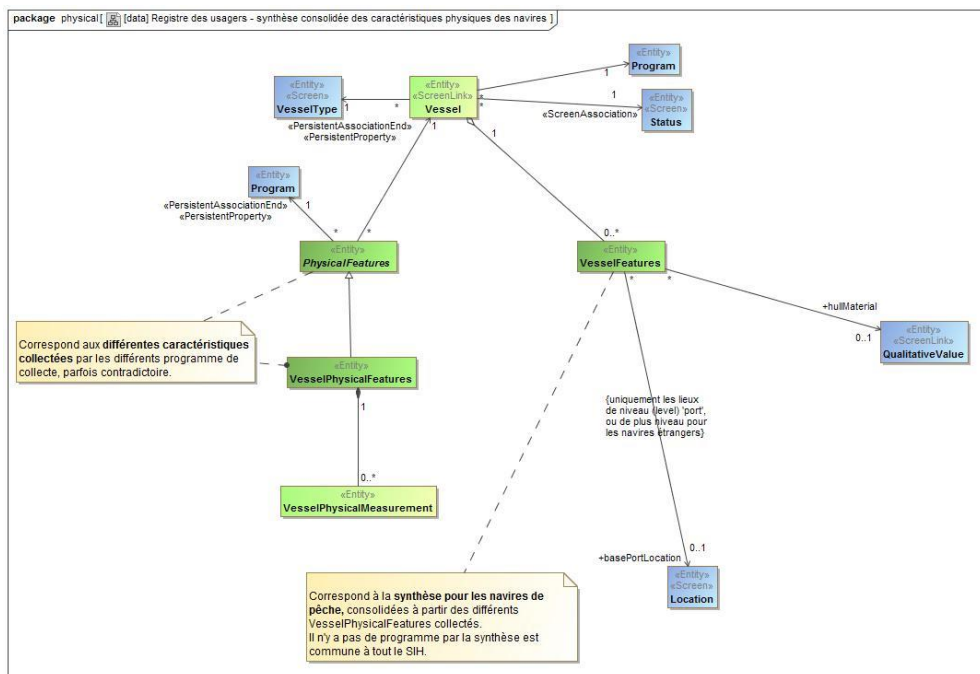 package physical [ [data] Registre des usagers - synthèse consolidée des caractéristiques physiques des navires ]
«Entity»
Program
1
«Entity»
«Screen»
VesselType
1
*
«Entity»
«ScreenLink»
Vessel
*
*
1
«ScreenAssociation»
«Entity»
«Screen»
Status
«PersistentAssociationEnd»
«PersistentProperty»
1
1
«Entity»
Program
1
«PersistentAssociationEnd»
«PersistentProperty»
*
*
«Entity»
PhysicalFeatures
0..*
«Entity»
VesselFeatures
*
*
+hullMaterial
0..1
«Entity»
«ScreenLink»
QualitativeValue
Correspond aux différentes caractéristiques
collectées par les différents programme de
collecte, parfois contradictoire.
«Entity»
VesselPhysicalFeatures
1
{uniquement les lieux
de niveau (level) 'port',
ou de plus niveau pour
les navires étrangers}
0..*
«Entity»
VesselPhysicalMeasurement
0..1
+basePortLocation
«Entity»
«Screen»
Location
Correspond à la synthèse pour les navires de
pêche, consolidées à partir des différents
VesselPhysicalFeatures collectés.
Il n'y a pas de programme par la synthèse est
commune à tout le SIH.